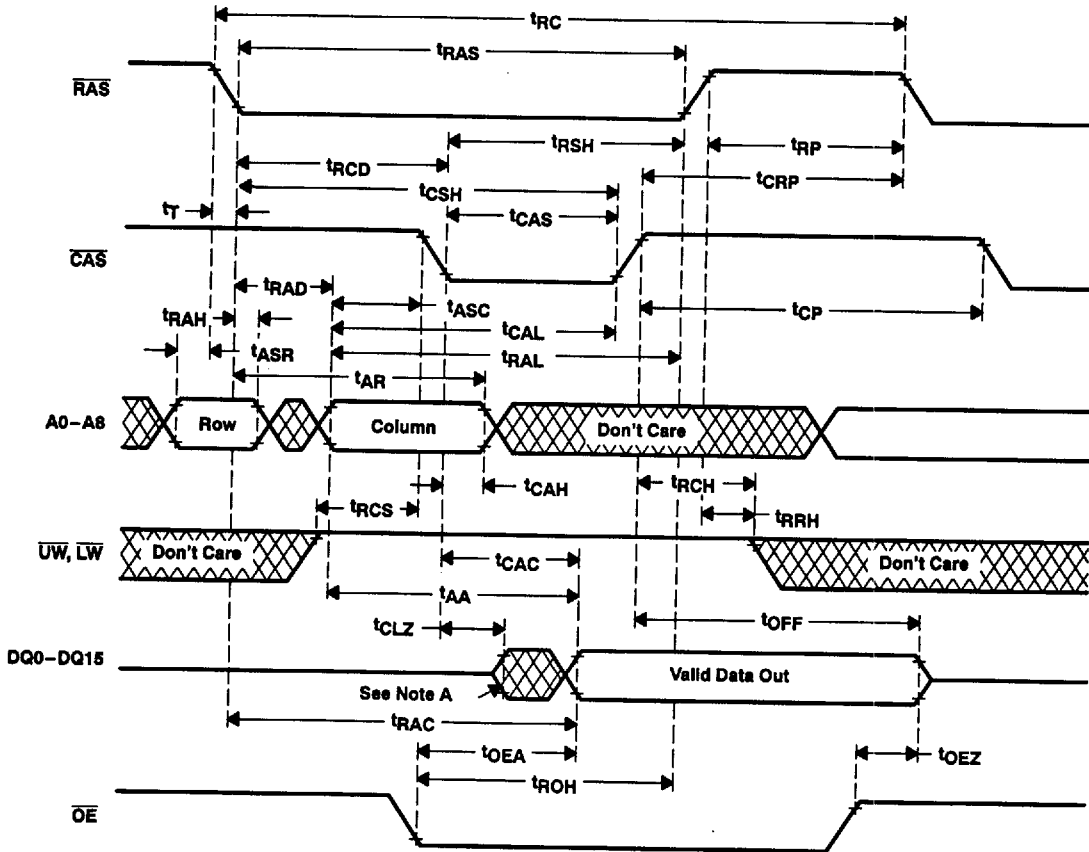 tRC
tRAS
RAS
tRSH
tRP
tRCD
tCRP
tCSH
tT
tCAS
CAS
tRAD
tASC
tCP
tRAH
tCAL
tASR
tRAL
tAR
A0–A8
Row
Column
Don't Care
tCAH
tRCH
tRCS
tRRH
UW, LW
Don't Care
Don't Care
tCAC
tAA
tOFF
tCLZ
DQ0–DQ15
Valid Data Out
See Note A
tRAC
tOEA
tOEZ
tROH
OE